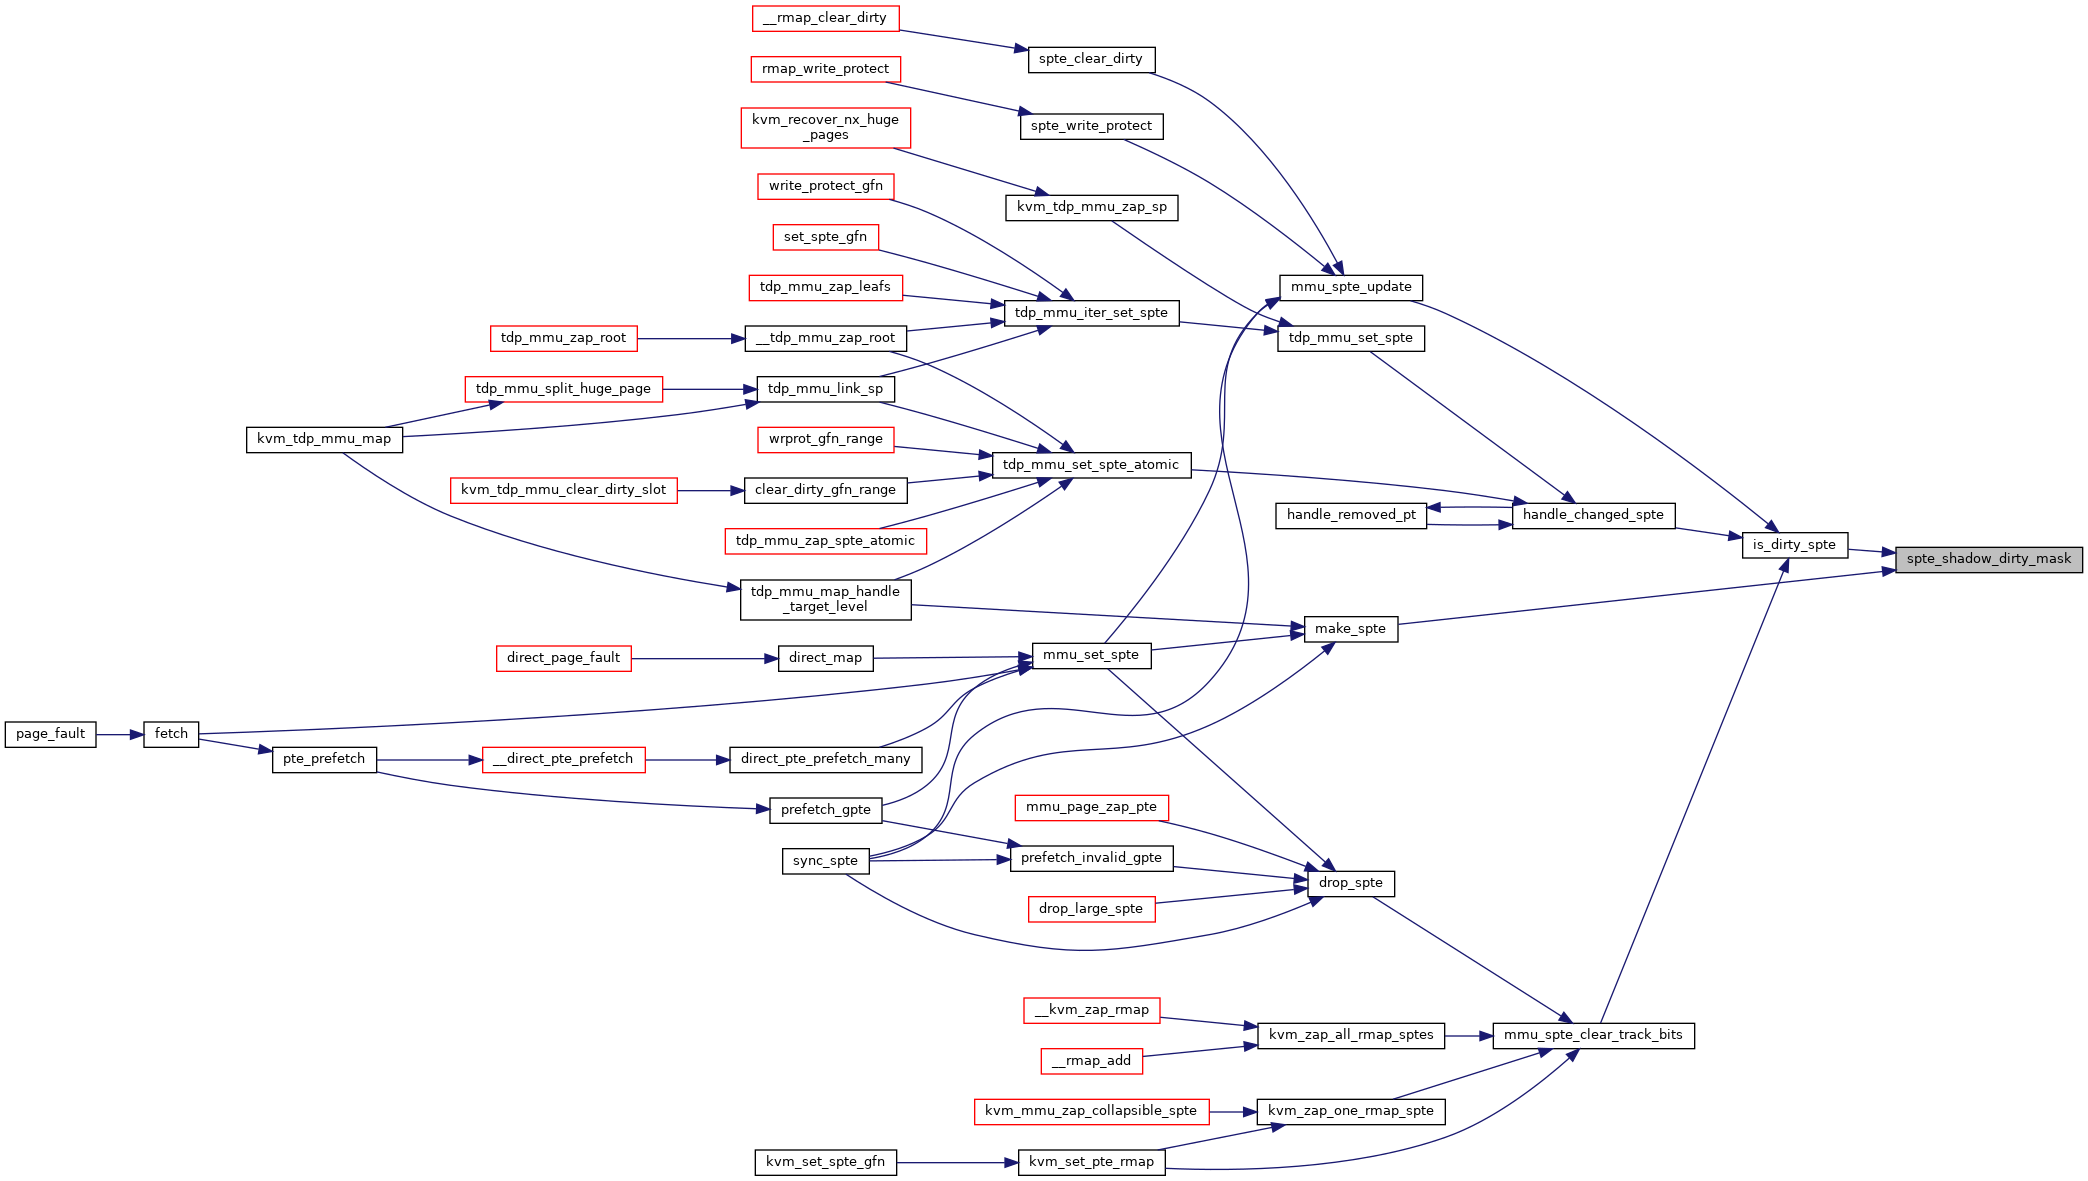 __rmap_clear_dirty
spte_clear_dirty
rmap_write_protect
kvm_recover_nx_huge
_pages
spte_write_protect
write_protect_gfn
kvm_tdp_mmu_zap_sp
set_spte_gfn
tdp_mmu_zap_leafs
mmu_spte_update
tdp_mmu_iter_set_spte
tdp_mmu_zap_root
__tdp_mmu_zap_root
tdp_mmu_set_spte
tdp_mmu_split_huge_page
tdp_mmu_link_sp
kvm_tdp_mmu_map
wrprot_gfn_range
tdp_mmu_set_spte_atomic
kvm_tdp_mmu_clear_dirty_slot
clear_dirty_gfn_range
handle_removed_pt
handle_changed_spte
tdp_mmu_zap_spte_atomic
is_dirty_spte
spte_shadow_dirty_mask
tdp_mmu_map_handle
_target_level
make_spte
direct_page_fault
direct_map
mmu_set_spte
page_fault
fetch
pte_prefetch
__direct_pte_prefetch
direct_pte_prefetch_many
prefetch_gpte
mmu_page_zap_pte
sync_spte
prefetch_invalid_gpte
drop_spte
drop_large_spte
__kvm_zap_rmap
kvm_zap_all_rmap_sptes
mmu_spte_clear_track_bits
__rmap_add
kvm_mmu_zap_collapsible_spte
kvm_zap_one_rmap_spte
kvm_set_spte_gfn
kvm_set_pte_rmap